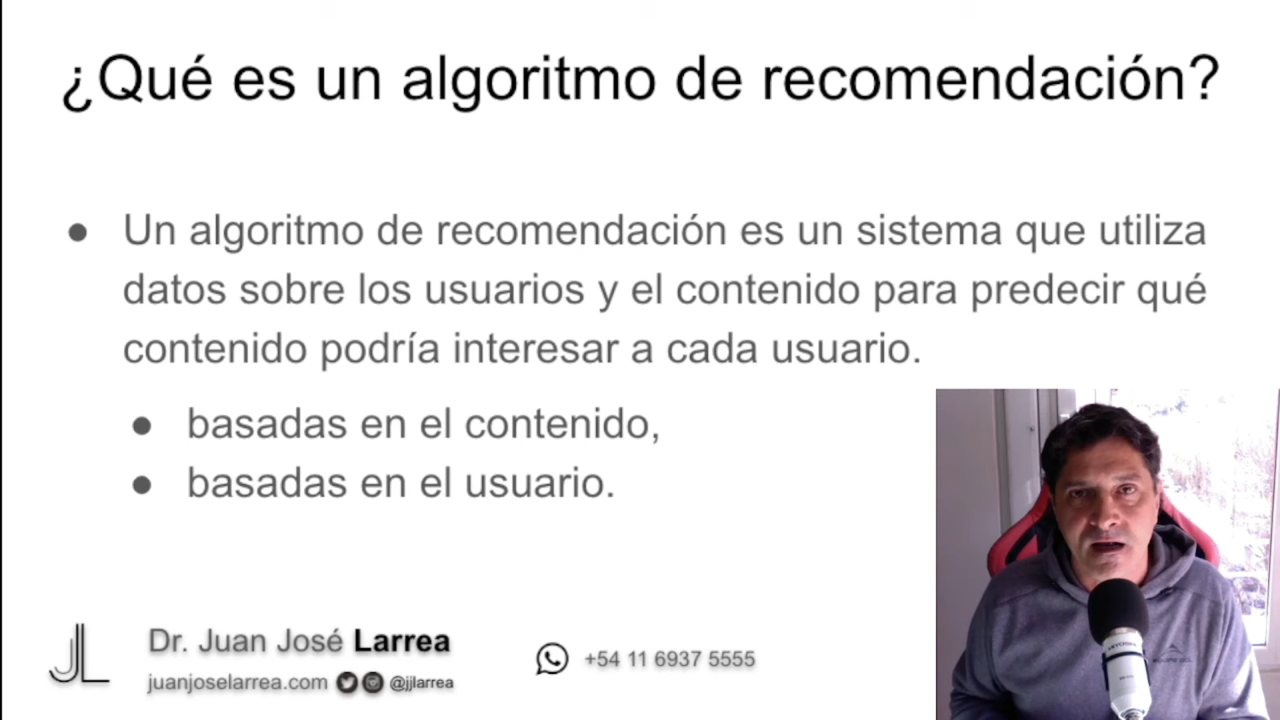 ¿Qué es un algoritmo de recomendación?
● Un algoritmo de recomendación es un sistema que utiliza
datos sobre los usuarios y el contenido para predecir qué
contenido podría interesar a cada usuario.
● basadas en el contenido,
● basadas en el usuario.
JL
Dr. Juan José Larrea
juanjoselarrea.com @jjlarrea
+54 11 6937 5555